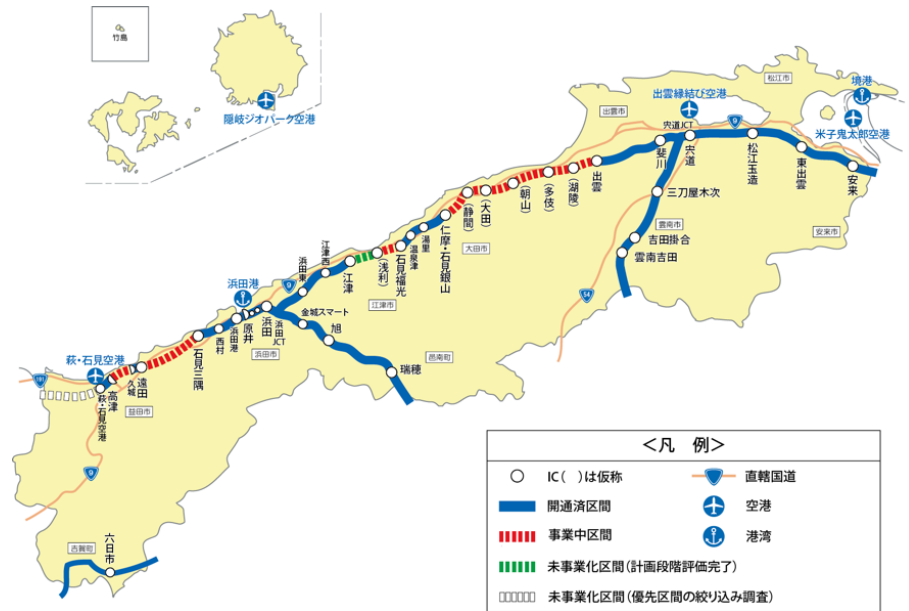 竹島
隠岐ジオパーク空港
松江市
境港
米子鬼太郎空港
出雲縁結び空港
出雲市
宍道JCT
9
斐川
宍道
松江玉造
東出雲
安来
安来市
出雲
(湖陵)
(多伎)
(朝山)
(大田)
(静間)
仁摩・石見銀山
大田市
湯里
温泉津
石見福光
(浅利)
江津
江津市
江津西
浜田東
9
三刀屋木次
雲南市
吉田掛合
雲南吉田
54
浜田港
原井
浜田
浜田JCT
浜田市
金城スマート
旭
瑞穂
邑南町
浜田港
西村
石見三隅
萩・石見空港
191
遠田
久城
高津
萩・石見空港
益田市
9
吉賀町
六日市
<凡 例>
IC( )は仮称
直轄国道
開通済区間
空港
事業中区間
港湾
未事業化区間(計画段階評価完了)
未事業化区間(優先区間の絞り込み調査)